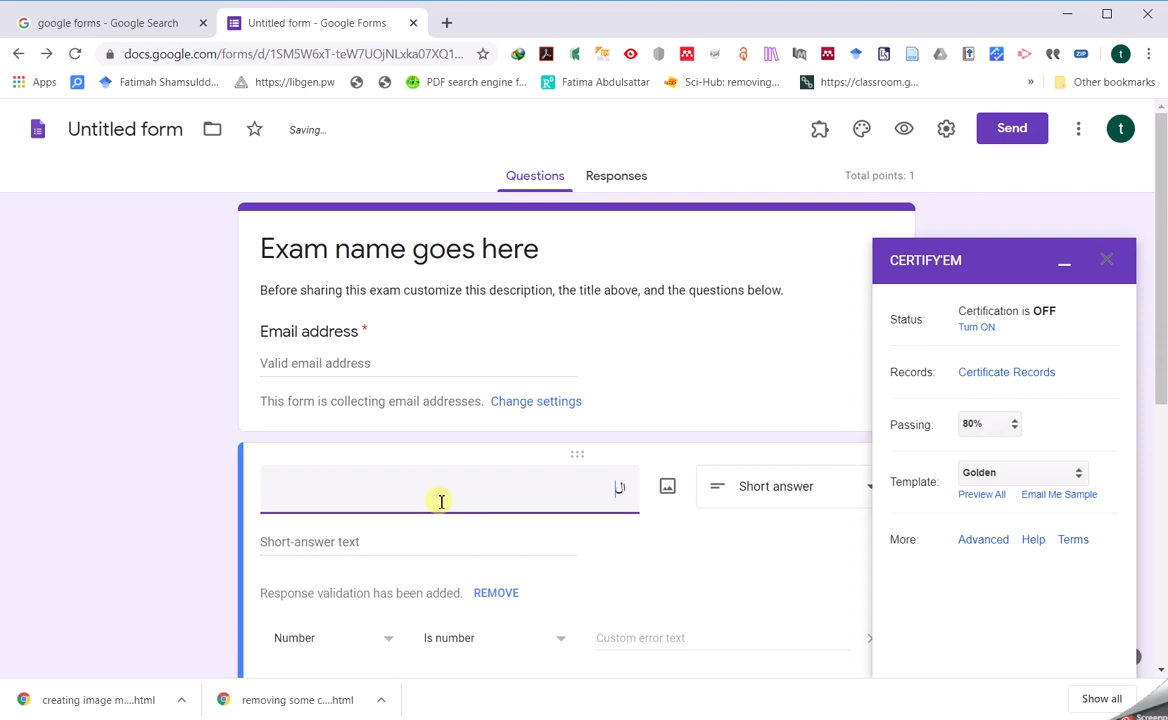 google forms - Google Search
Untitled form - Google Forms
docs.google.com/forms/d/1SM5W6xT-teW7UOjNLxka07XQ1...
ZIP
t
Apps
Fatimah Shamsuldd...
https://libgen.pw
PDF search engine f...
Fatima Abdulsattar
Sci-Hub: removing...
https://classroom.g...
»
Other bookmarks
Untitled form
Saving...
Send
t
Questions
Responses
Total points: 1
Exam name goes here
Before sharing this exam customize this description, the title above, and the questions below.
Email address *
Valid email address
This form is collecting email addresses. Change settings
ال
Short answer
Short-answer text
Response validation has been added. REMOVE
Number
Is number
Custom error text
CERTIFY'EM
Status:
Certification is OFF
Turn ON
Records:
Certificate Records
Passing:
80%
Template:
Golden
Preview All
Email Me Sample
More:
Advanced
Help
Terms
creating image m....html
removing some c....html
Show all